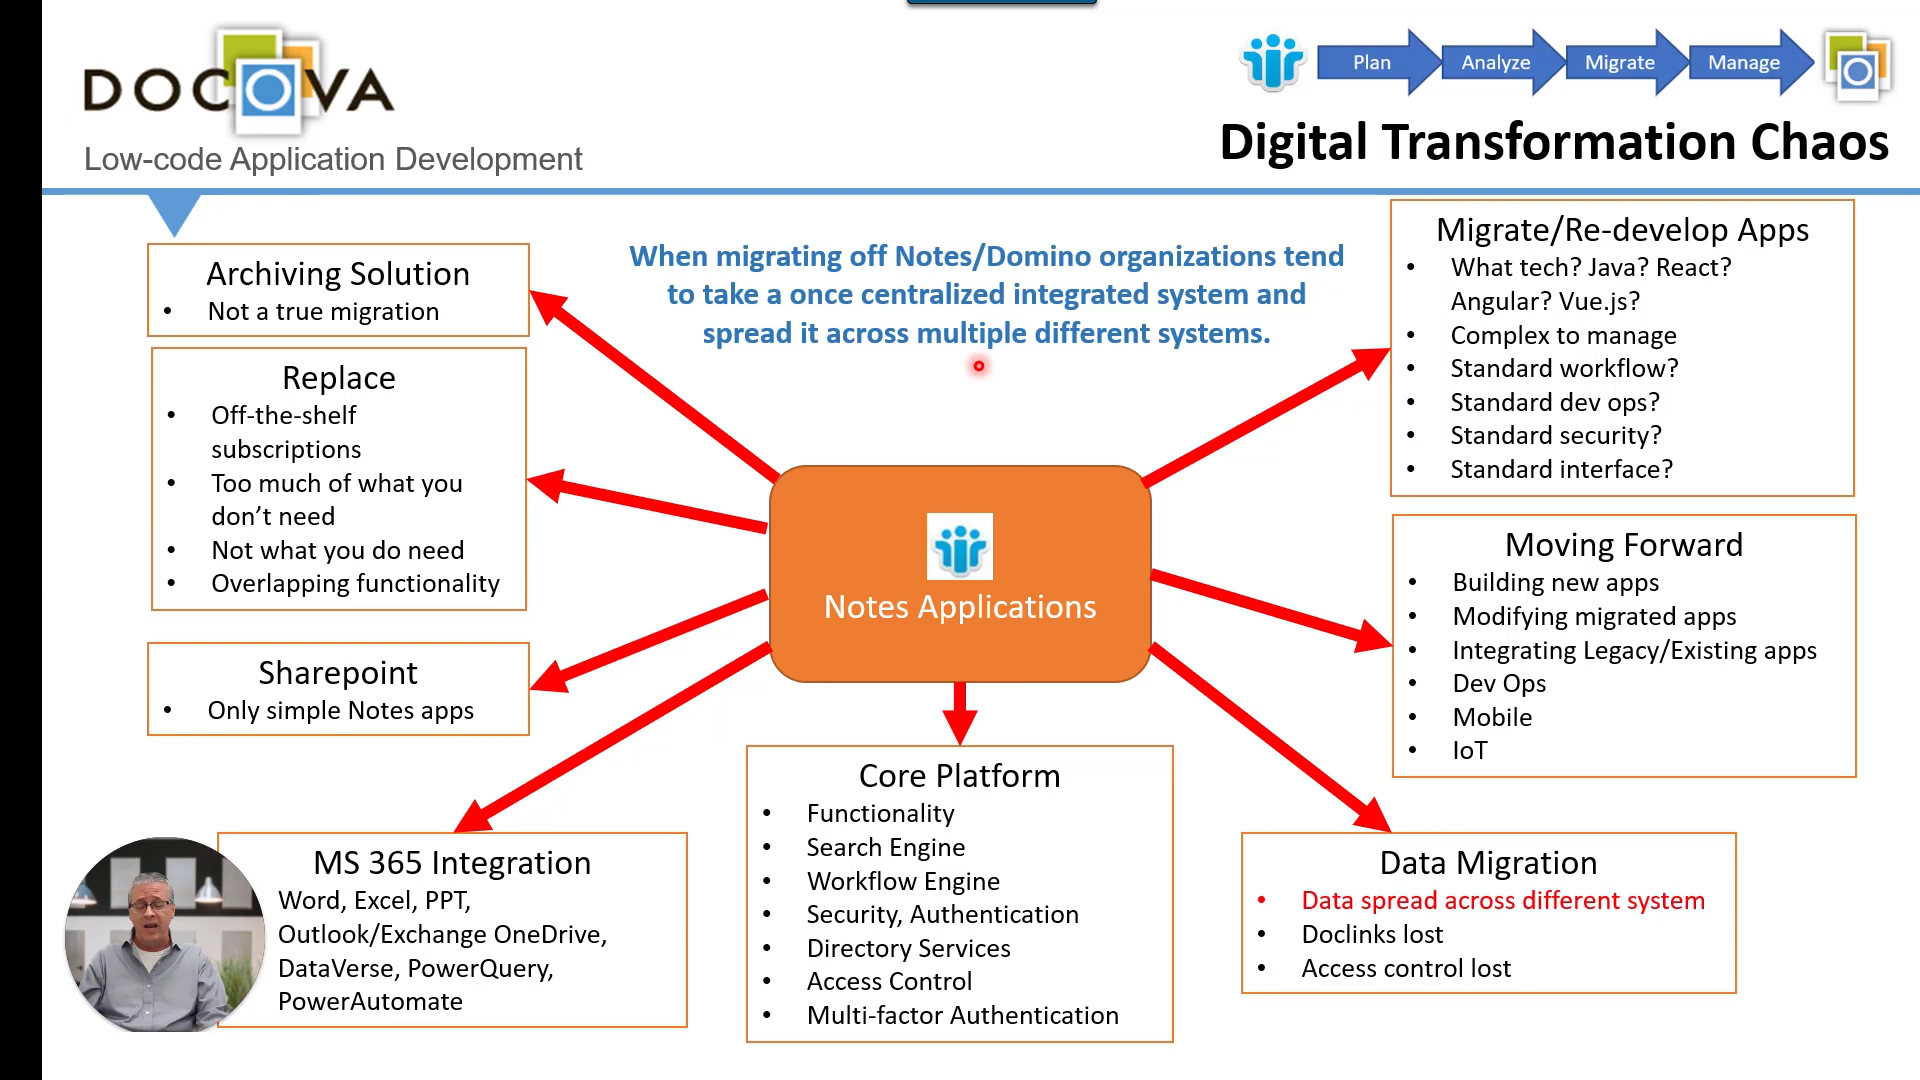 DOCOVA
Low-code Application Development
Plan
Analyze
Migrate
Manage
Digital Transformation Chaos
When migrating off Notes/Domino organizations tend
to take a once centralized integrated system and
spread it across multiple different systems.
Archiving Solution
• Not a true migration
Replace
• Off-the-shelf
subscriptions
• Too much of what you
don’t need
• Not what you do need
• Overlapping functionality
Sharepoint
• Only simple Notes apps
MS 365 Integration
Word, Excel, PPT,
Outlook/Exchange OneDrive,
DataVerse, PowerQuery,
PowerAutomate
Notes Applications
Core Platform
• Functionality
• Search Engine
• Workflow Engine
• Security, Authentication
• Directory Services
• Access Control
• Multi-factor Authentication
Migrate/Re-develop Apps
• What tech? Java? React?
Angular? Vue.js?
• Complex to manage
• Standard workflow?
• Standard dev ops?
• Standard security?
• Standard interface?
Moving Forward
• Building new apps
• Modifying migrated apps
• Integrating Legacy/Existing apps
• Dev Ops
• Mobile
• IoT
Data Migration
• Data spread across different system
• Doclinks lost
• Access control lost